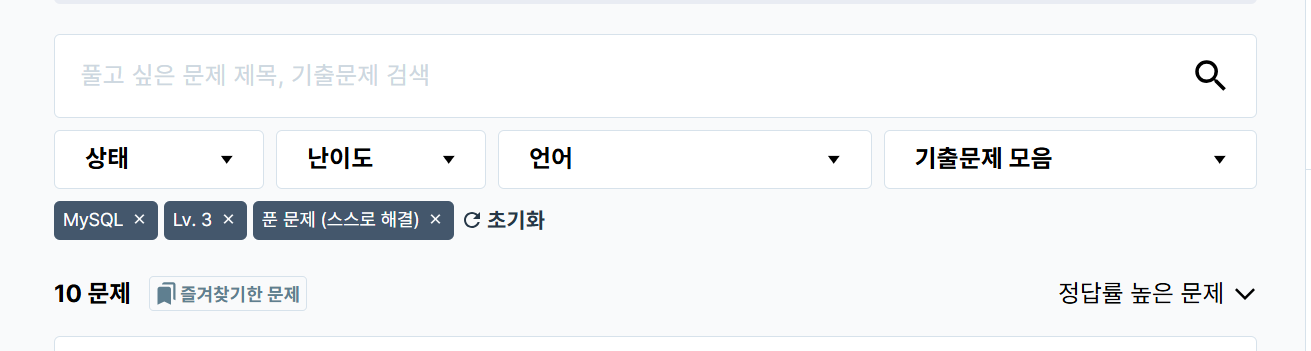 풀고 싶은 문제 제목, 기출문제 검색
상태 난이도 언어 기출문제 모음
MySQL × Lv. 3 × 푼 문제 (스스로 해결) × 초기화
10 문제 즐겨찾기한 문제 정답률 높은 문제